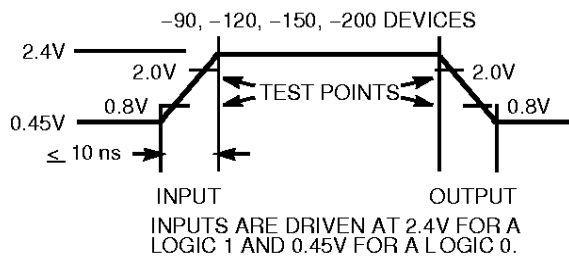 −90, −120, −150, −200 DEVICES
2.4V
2.0V 2.0V
TEST POINTS
0.8V 0.8V
0.45V
≤ 10 ns
INPUT OUTPUT
INPUTS ARE DRIVEN AT 2.4V FOR A
LOGIC 1 AND 0.45V FOR A LOGIC 0.